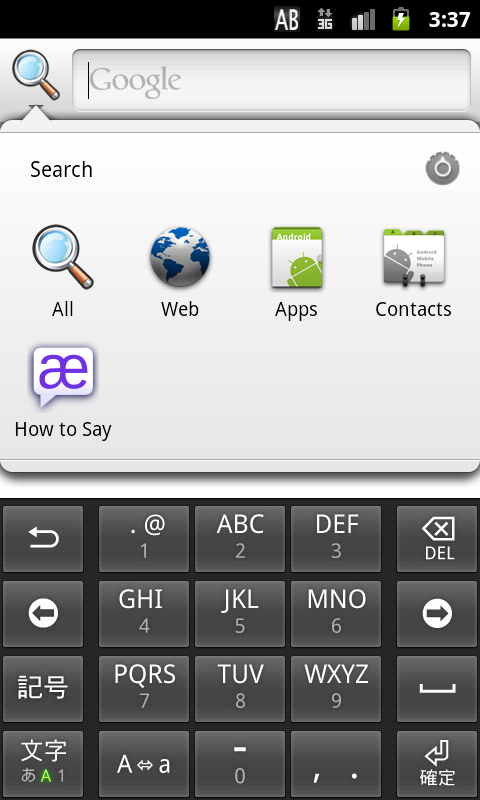 AB 3G 3:37
Google
Search
Android
Android
Mobile
Phone
All Web Apps Contacts
æ
How to Say
. @ ABC DEF
1 2 3 DEL
GHI JKL MNO
4 5 6
記号 PQRS TUV WXYZ
7 8 9
文字 A⇔a - , .
あ A 1 0 確定